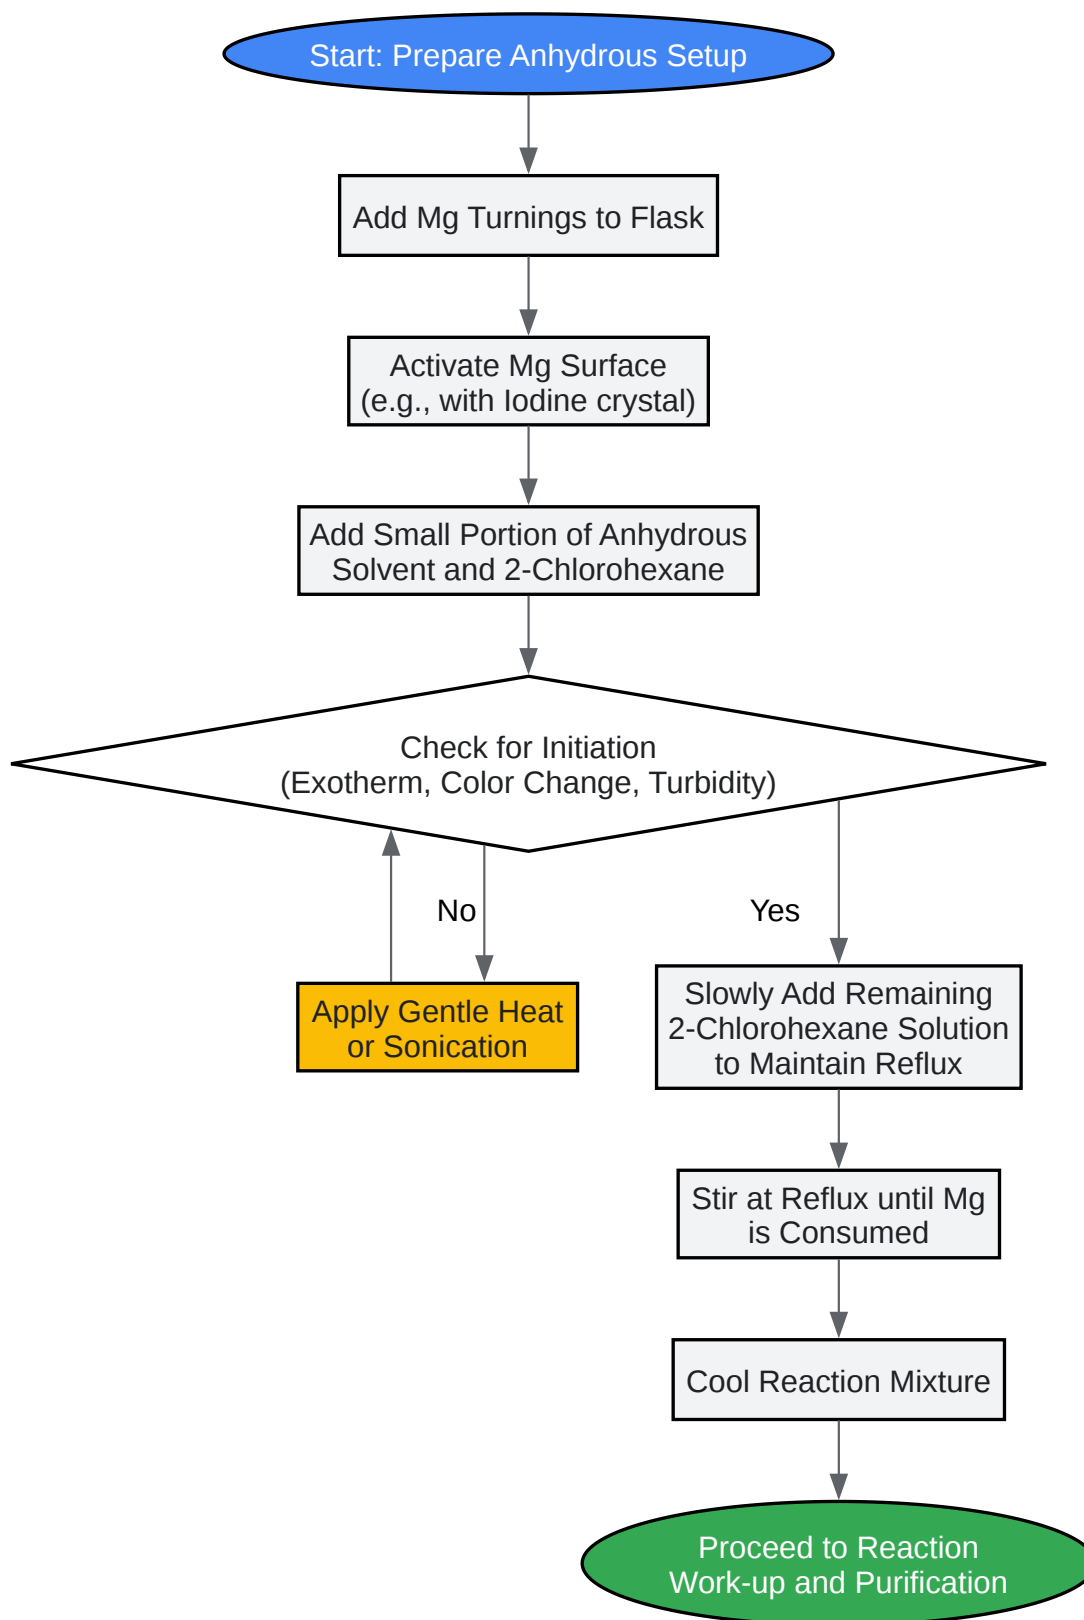 Start: Prepare Anhydrous Setup
Add Mg Turnings to Flask
Activate Mg Surface
(e.g., with Iodine crystal)
Add Small Portion of Anhydrous
Solvent and 2-Chlorohexane
Check for Initiation
(Exotherm, Color Change, Turbidity)
No
Yes
Apply Gentle Heat
or Sonication
Slowly Add Remaining
2-Chlorohexane Solution
to Maintain Reflux
Stir at Reflux until Mg
is Consumed
Cool Reaction Mixture
Proceed to Reaction
Work-up and Purification